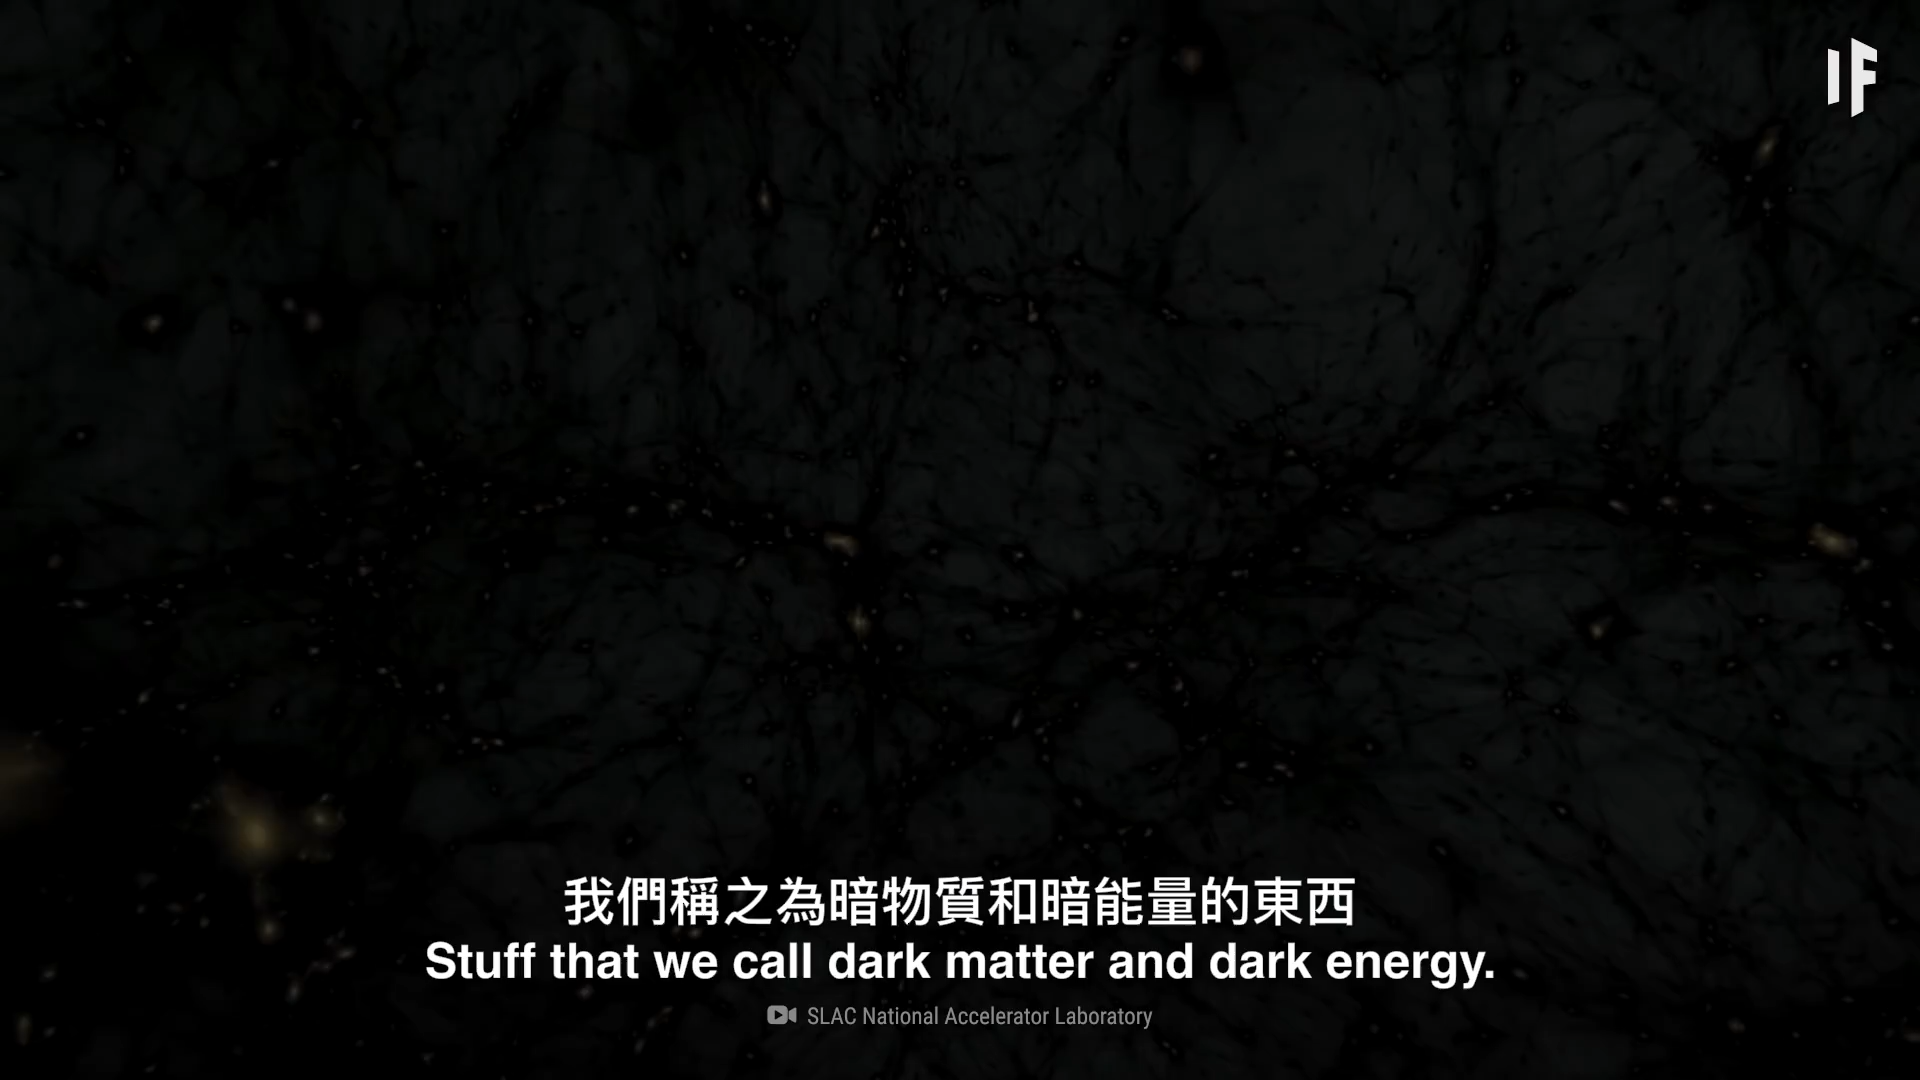 IF
我們稱之為暗物質和暗能量的東西
Stuff that we call dark matter and dark energy.
SLAC National Accelerator Laboratory